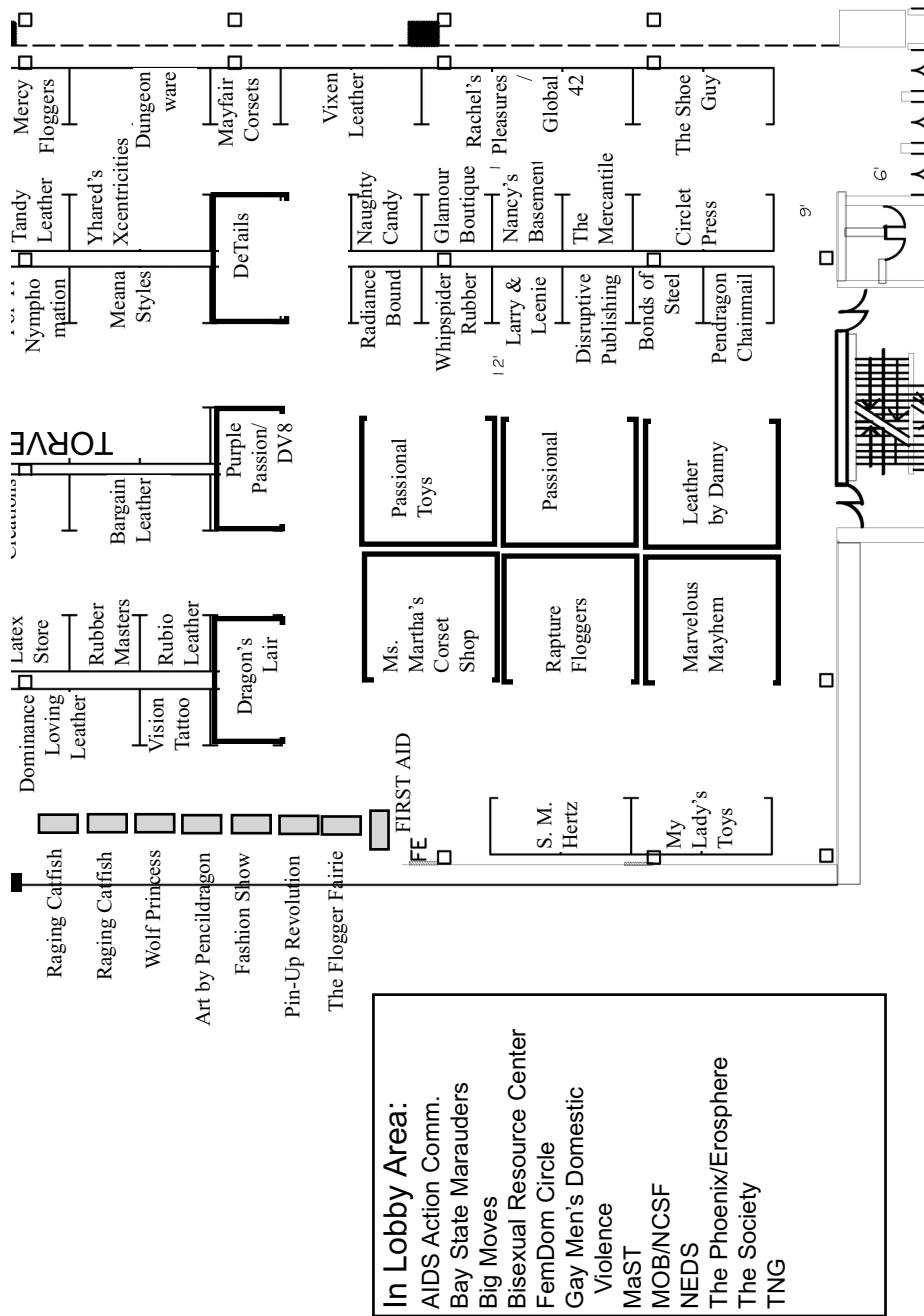 Mercy
Floggers
Dungeon
ware
Mayfair
Corsets
Vixen
Leather
Rachel's
Pleasures /
Global
42
The Shoe
Guy
Tandy
Leather
Yhared's
Xcentricities
DeTails
Naughty
Candy
Glamour
Boutique
Nancy's
Basement
The
Mercantile
Circlet
Press
9'
6'
Nympho
mation
Meana
Styles
Radiance
Bound
Whipspider
Rubber
Larry &
Leenie
Disruptive
Publishing
Bonds of
Steel
Pendragon
Chainmail
12'
TORVE
Creations
Bargain
Leather
Purple
Passion/
DV8
Passional
Toys
Passional
Leather
by Danny
Latex
Store
Rubber
Masters
Rubio
Leather
Dragon's
Lair
Ms.
Martha's
Corset
Shop
Rapture
Floggers
Marvelous
Mayhem
Dominance
Loving
Leather
Vision
Tattoo
FIRST AID
FE
S. M.
Hertz
My
Lady's
Toys
Raging Catfish
Raging Catfish
Wolf Princess
Art by Pencildragon
Fashion Show
Pin-Up Revolution
The Flogger Fairie
In Lobby Area:
AIDS Action Comm.
Bay State Marauders
Big Moves
Bisexual Resource Center
FemDom Circle
Gay Men's Domestic
Violence
MaST
MOB/NCSF
NEDS
The Phoenix/Erosphere
The Society
TNG